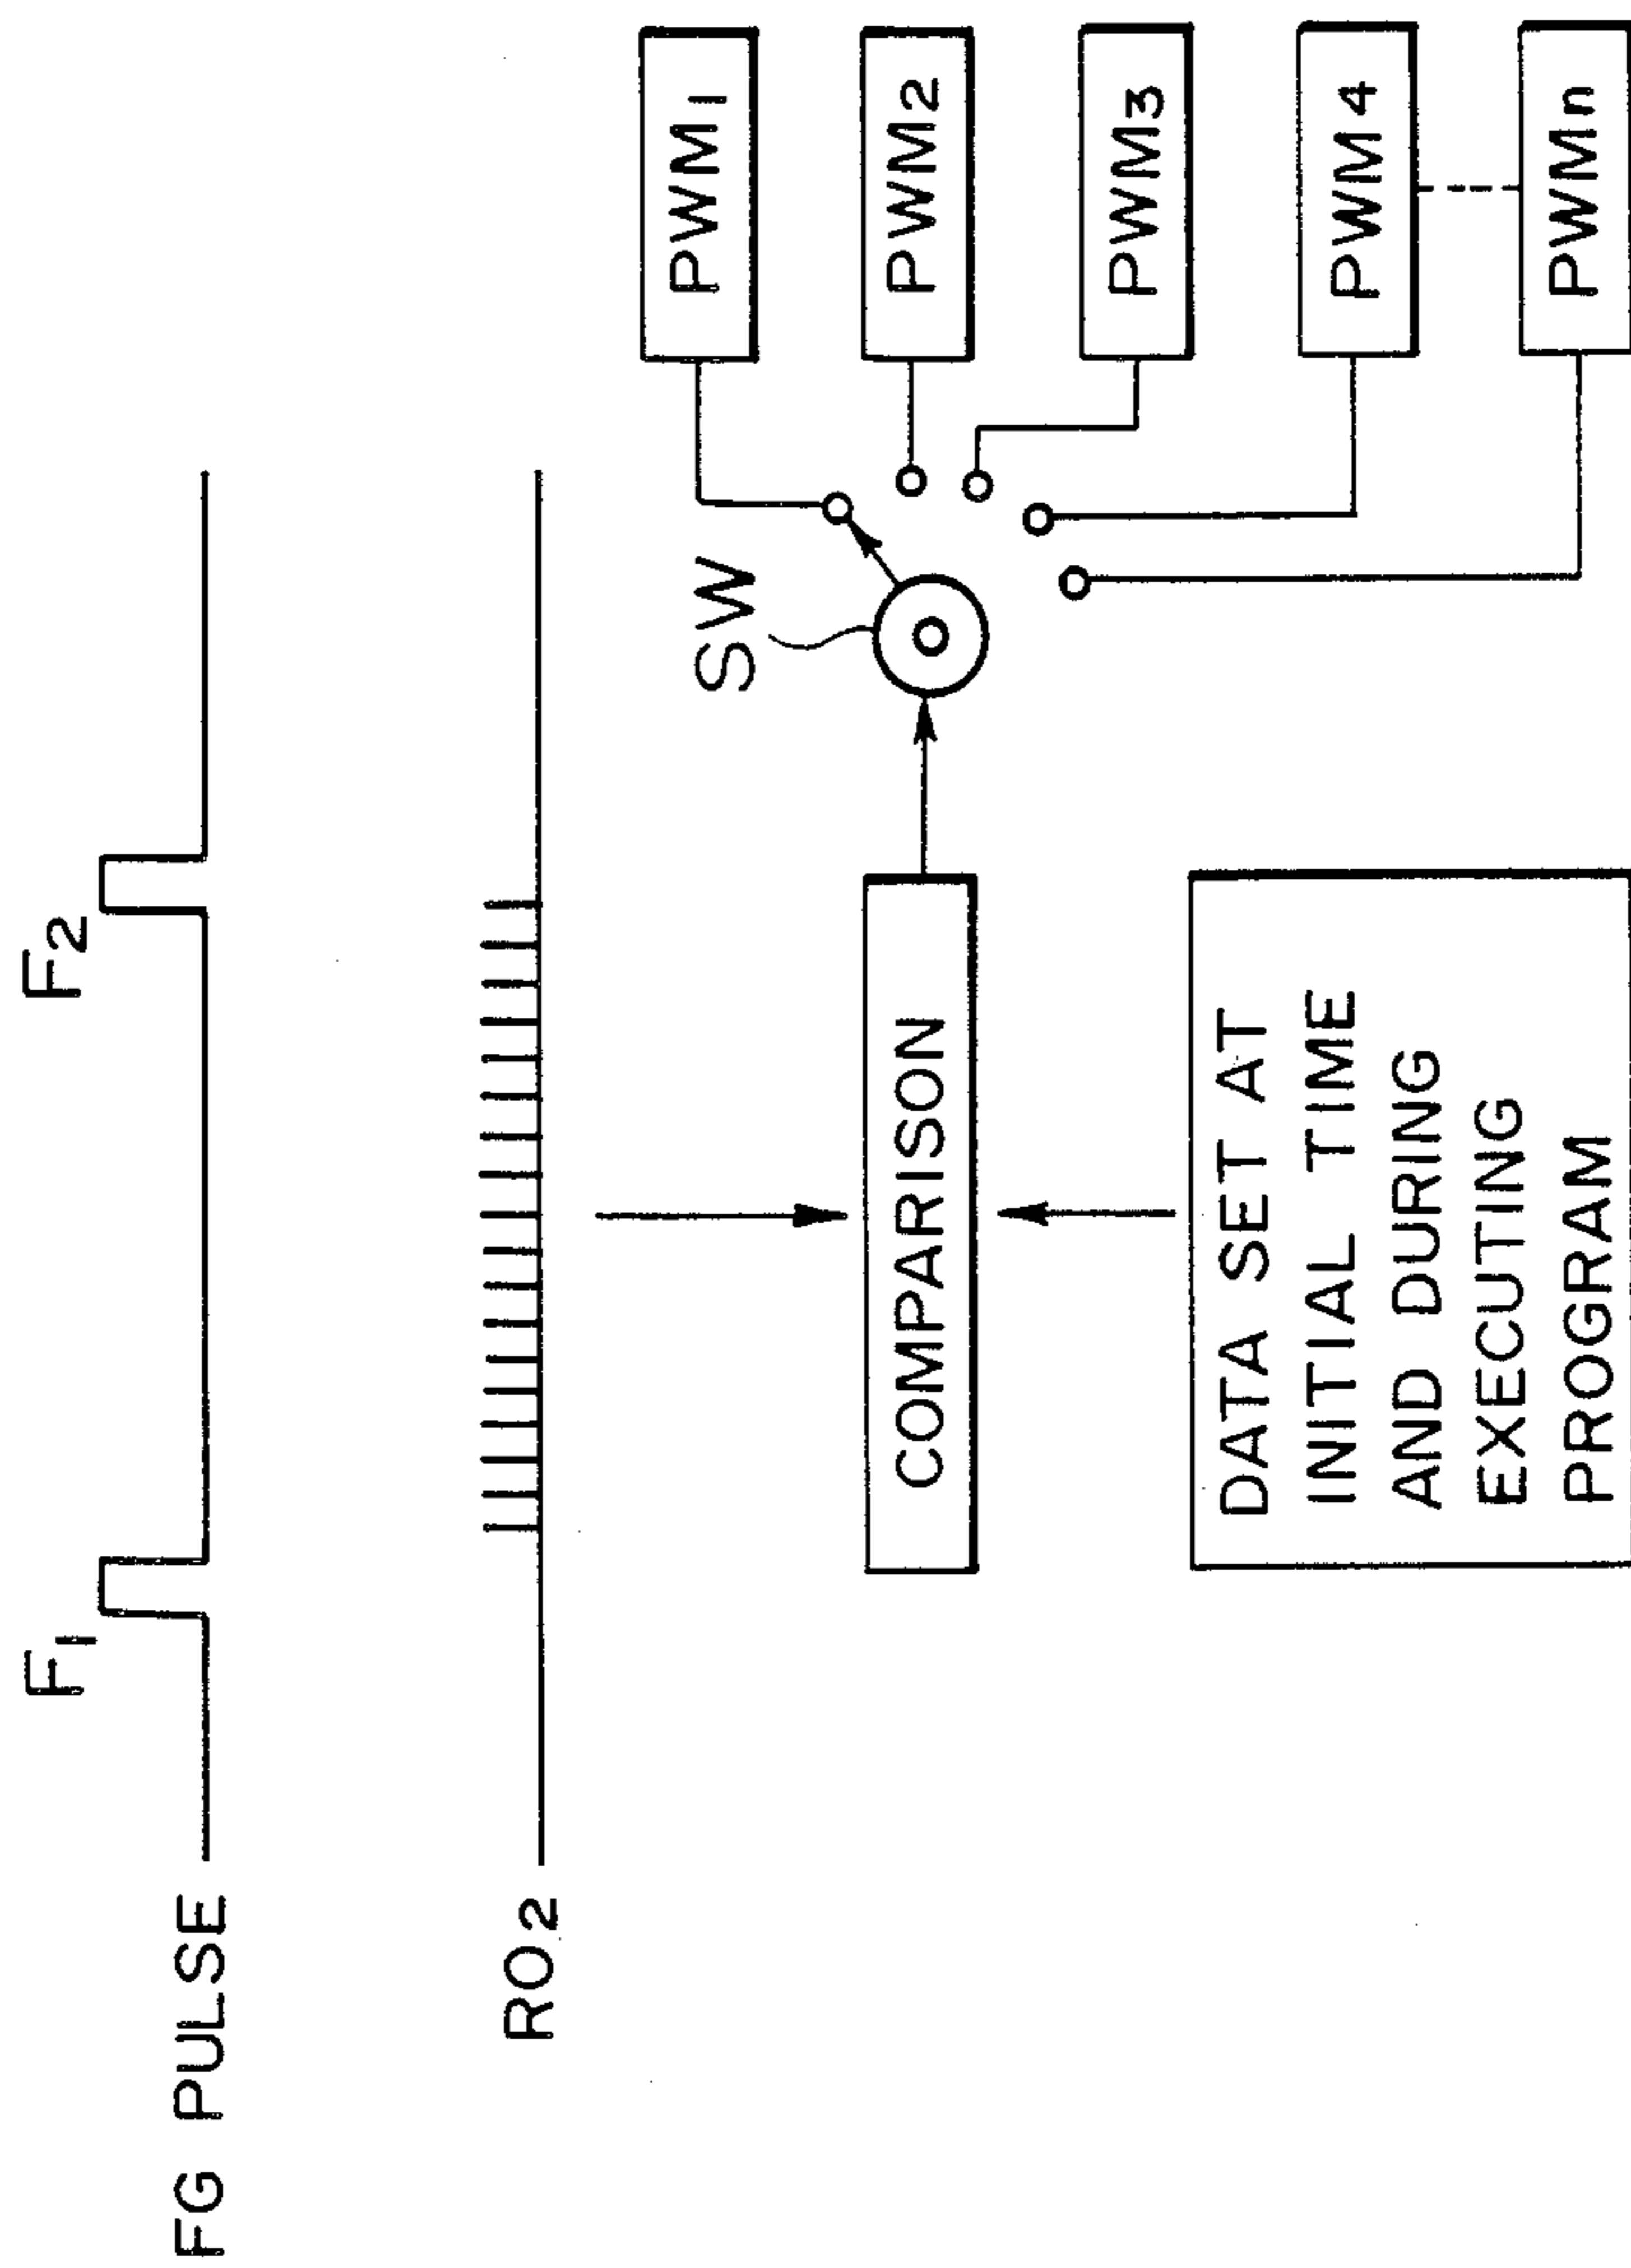 FG PULSE
F1
F2
RO2
SW
COMPARISON
DATA SET AT
INITIAL TIME
AND DURING
EXECUTING
PROGRAM
PWM1
PWM2
PWM3
PWM4
PWMn